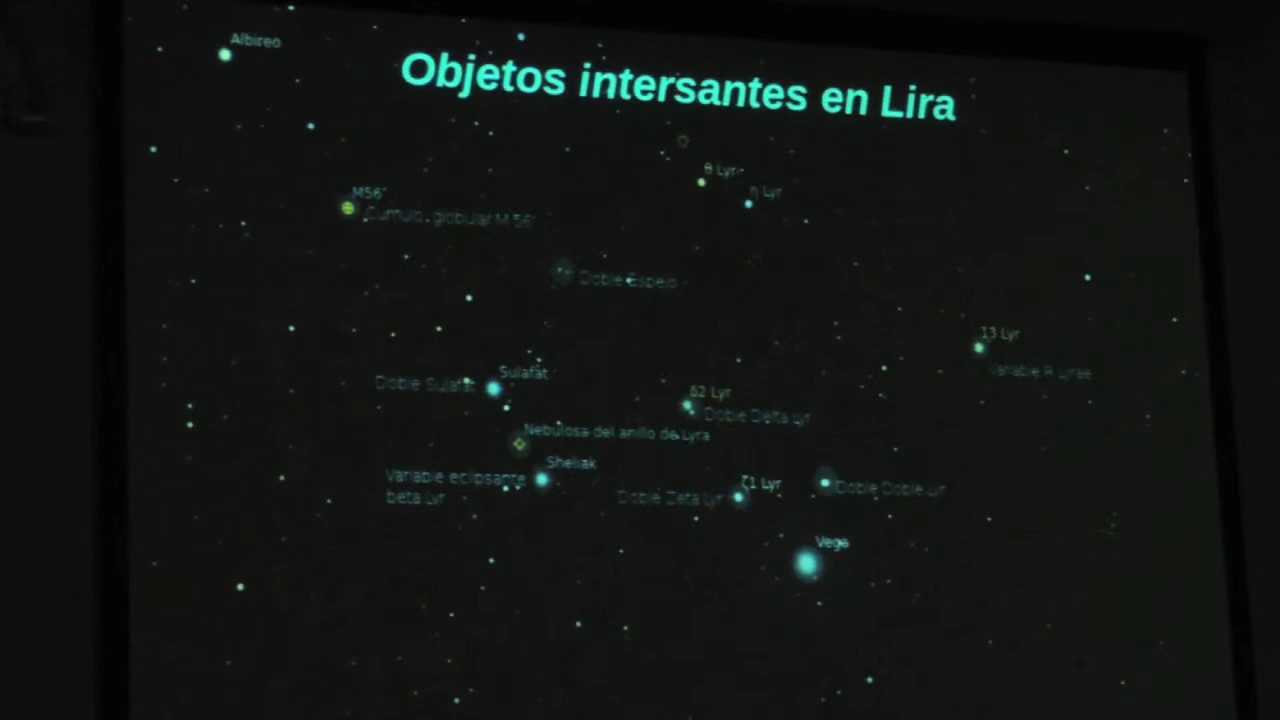 Albireo
Objetos intersantes en Lira
θ Lyr
η Lyr
M56
Cumulo globular M 56
Doble Espejo
13 Lyr
Variable R Lyrae
Sulafat
Doble Sulafat
δ2 Lyr
Doble Delta Lyr
Nebulosa del anillo de Lyra
Sheliak
Variable eclipsante
beta Lyr
ζ1 Lyr
Doble Zeta Lyr
Doble Doble Lyr
Vega